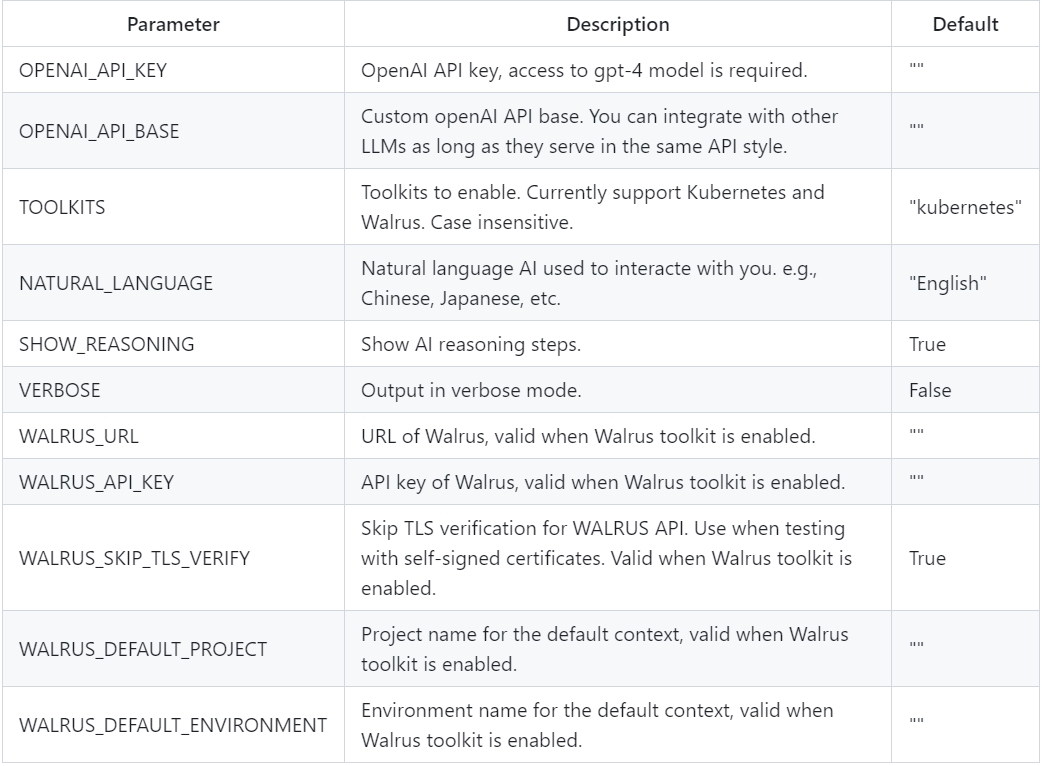 Parameter Description Default
OPENAI_API_KEY OpenAI API key, access to gpt-4 model is required. ""
OPENAI_API_BASE Custom openAI API base. You can integrate with other
LLMs as long as they serve in the same API style. ""
TOOLKITS Toolkits to enable. Currently support Kubernetes and
Walrus. Case insensitive. "kubernetes"
NATURAL_LANGUAGE Natural language AI used to interacte with you. e.g.,
Chinese, Japanese, etc. "English"
SHOW_REASONING Show AI reasoning steps. True
VERBOSE Output in verbose mode. False
WALRUS_URL URL of Walrus, valid when Walrus toolkit is enabled. ""
WALRUS_API_KEY API key of Walrus, valid when Walrus toolkit is enabled. ""
WALRUS_SKIP_TLS_VERIFY Skip TLS verification for WALRUS API. Use when testing
with self-signed certificates. Valid when Walrus toolkit is
enabled. True
WALRUS_DEFAULT_PROJECT Project name for the default context, valid when Walrus
toolkit is enabled. ""
WALRUS_DEFAULT_ENVIRONMENT Environment name for the default context, valid when
Walrus toolkit is enabled. ""